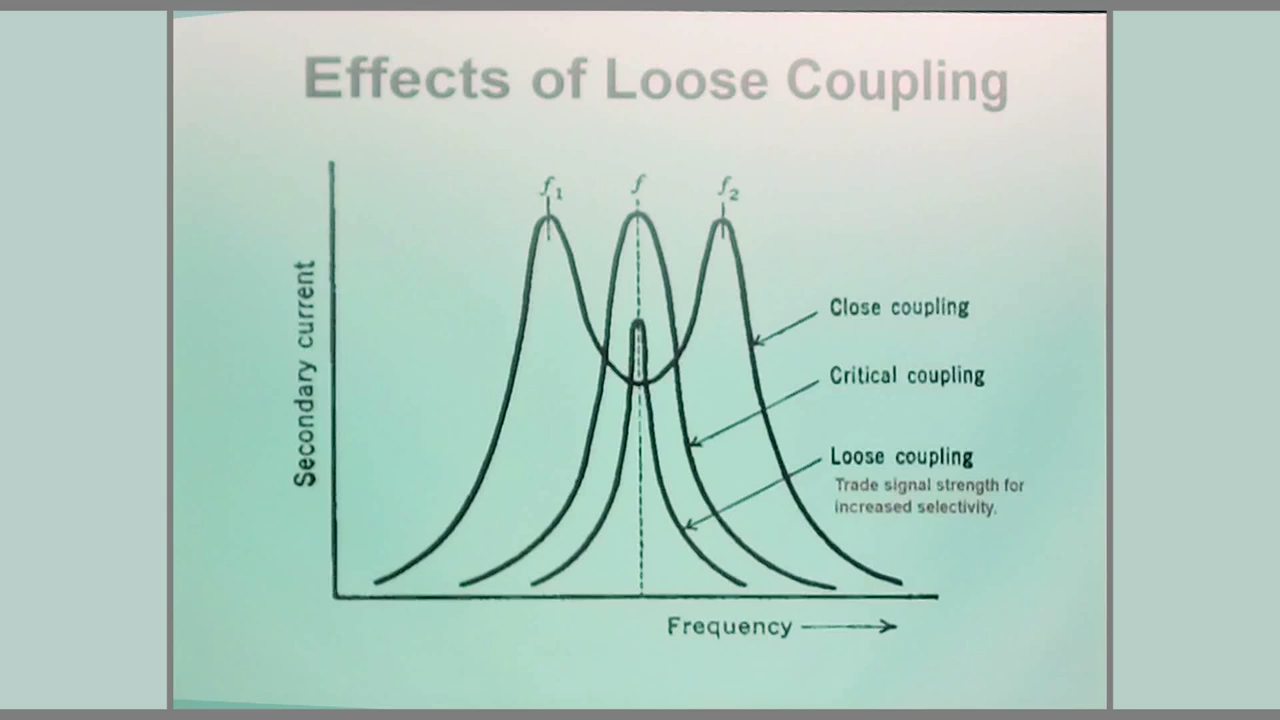 Effects of Loose Coupling
f1
f
f2
Secondary current
Close coupling
Critical coupling
Loose coupling
Trade signal strength for
increased selectivity.
Frequency